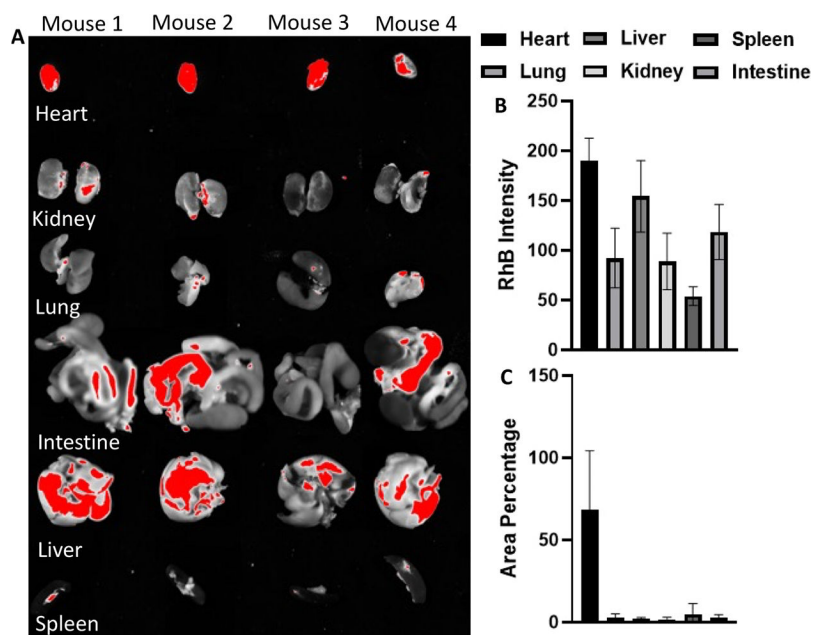 Mouse 1 Mouse 2 Mouse 3 Mouse 4
A
Heart
Kidney
Lung
Intestine
Liver
Spleen
Heart Liver Spleen
Lung Kidney Intestine
B
RhB Intensity
250
200
150
100
50
0
C
Area Percentage
150
100
50
0